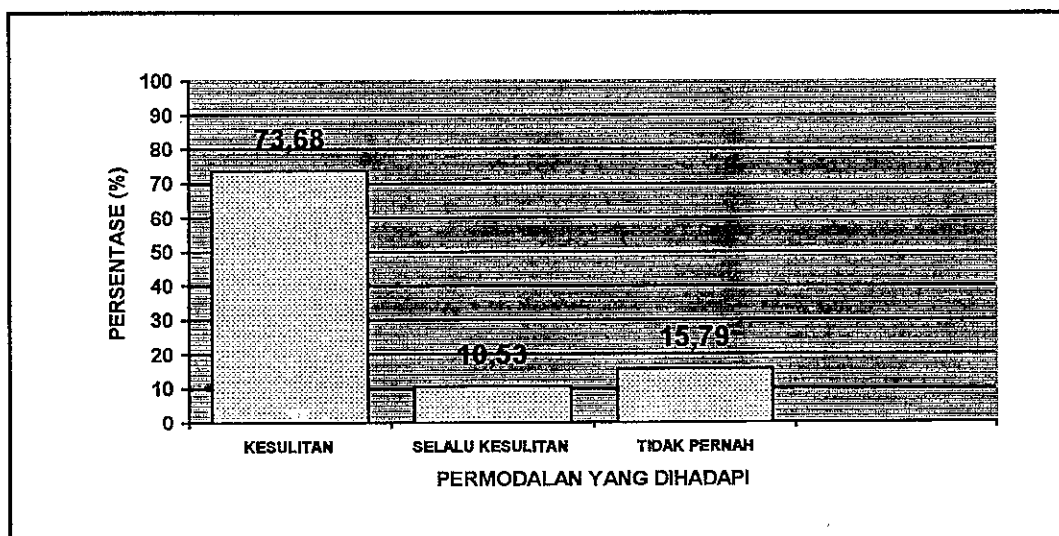 100
90
80
70
60
50
40
30
20
10
0
PERSENTASE (%)
73,68
10,53
15,79
KESULITAN
SELALU KESULITAN
TIDAK PERNAH
PERMODALAN YANG DIHADAPI